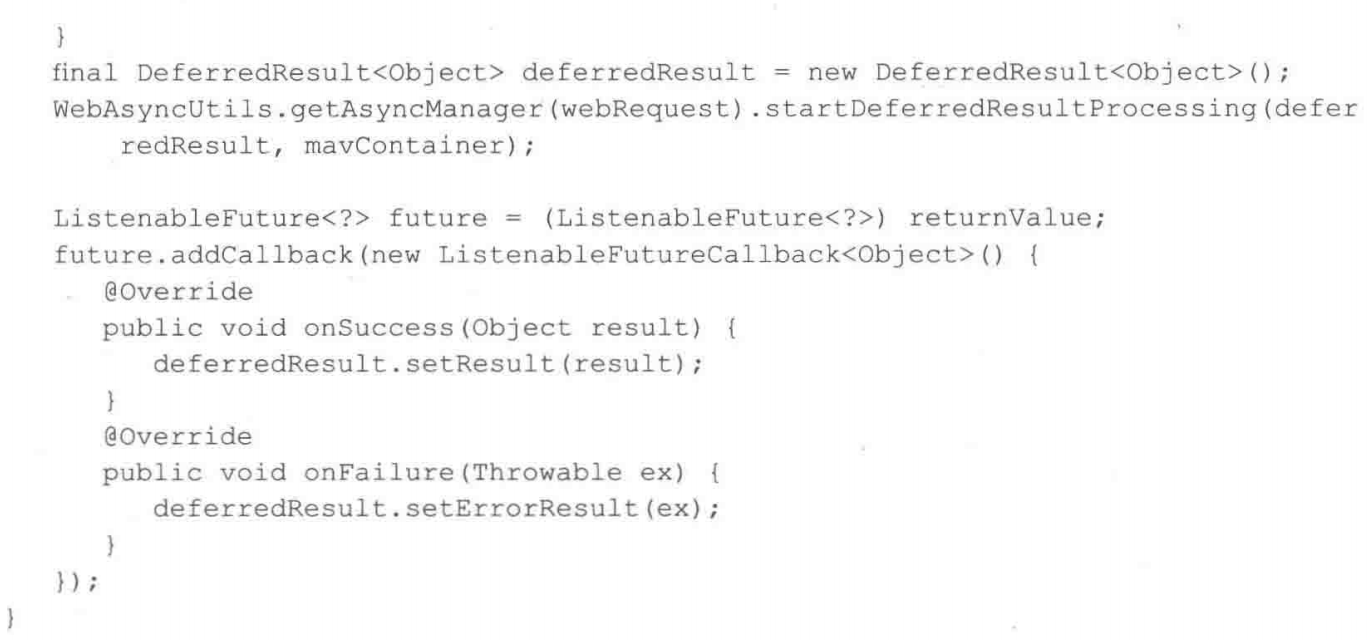 }
final DeferredResult<Object> deferredResult = new DeferredResult<Object>();
WebAsyncUtils.getAsyncManager(webRequest).startDeferredResultProcessing(defer
redResult, mavContainer);
ListenableFuture<?> future = (ListenableFuture<?>) returnValue;
future.addCallback(new ListenableFutureCallback<Object>() {
@Override
public void onSuccess(Object result) {
deferredResult.setResult(result);
}
@Override
public void onFailure(Throwable ex) {
deferredResult.setErrorResult(ex);
}
});
}